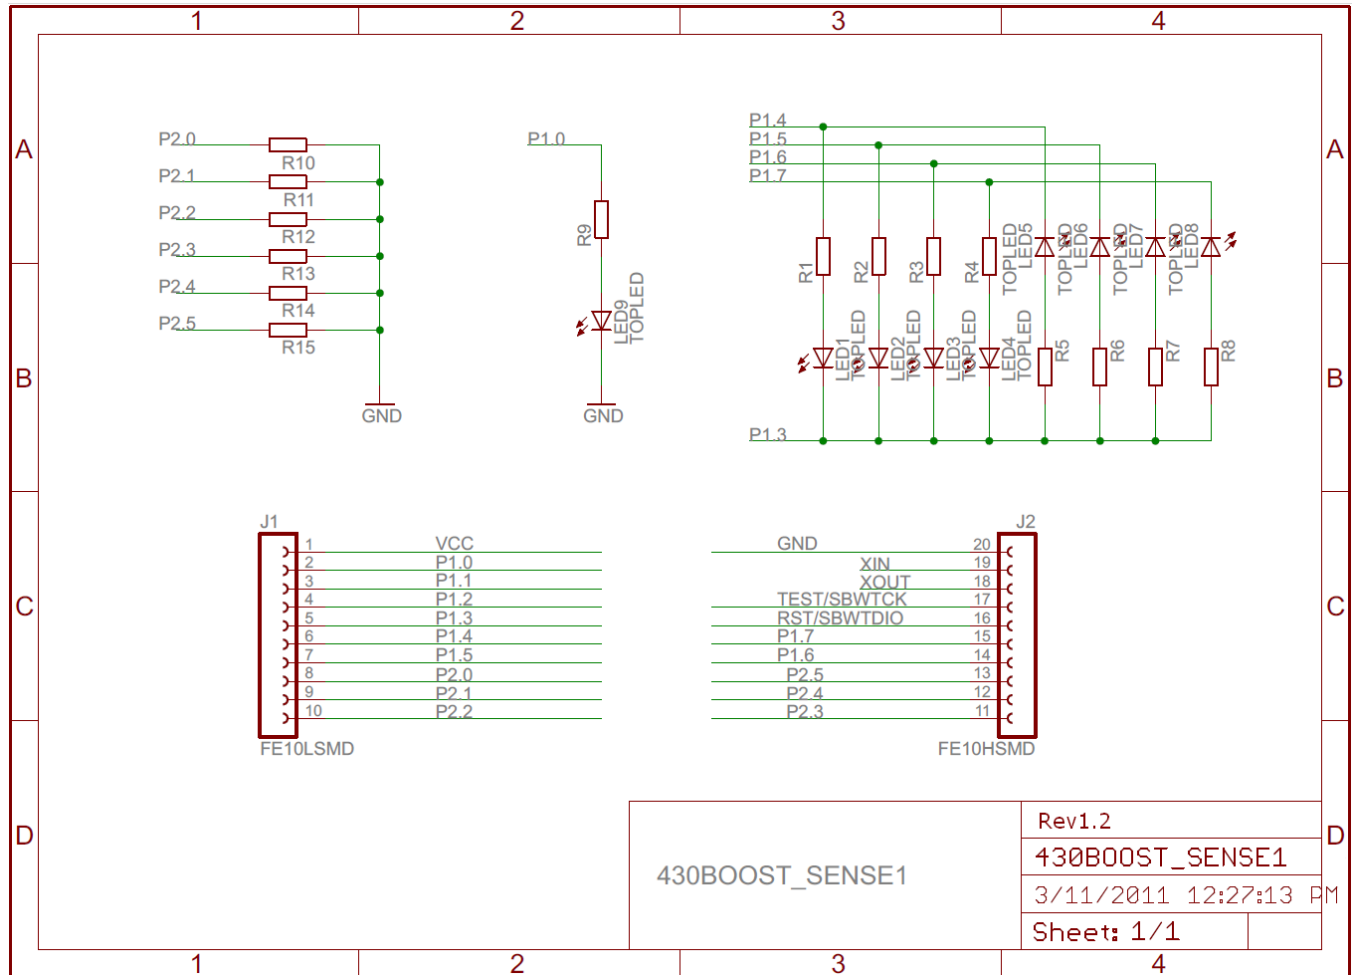 1 2 3 4
A A
P2.0 P1.0 P1.4
R10 P1.5
P2.1 P1.6
R11 P1.7
P2.2
R12 R9
P2.3
R13
P2.4
R14
P2.5
R15
LED9
TOPLED
R1 R2 R3 R4
TOPLED TOPLED TOPLED TOPLED
LED5 LED6 LED7 LED8
LED1 LED2 LED3 LED4
TOPLED TOPLED TOPLED TOPLED
R5 R6 R7 R8
B B
GND GND
P1.3
J1 J2
1 VCC GND 20
2 P1.0 XIN 19
3 P1.1 XOUT 18
4 P1.2 TEST/SBWTCK 17
5 P1.3 RST/SBWTDIO 16
6 P1.4 P1.7 15
7 P1.5 P1.6 14
8 P2.0 P2.5 13
9 P2.1 P2.4 12
10 P2.2 P2.3 11
C C
FE10LSMD FE10HSMD
D D
430BOOST_SENSE1
Rev1.2
430BOOST_SENSE1
3/11/2011 12:27:13 PM
Sheet: 1/1
1 2 3 4